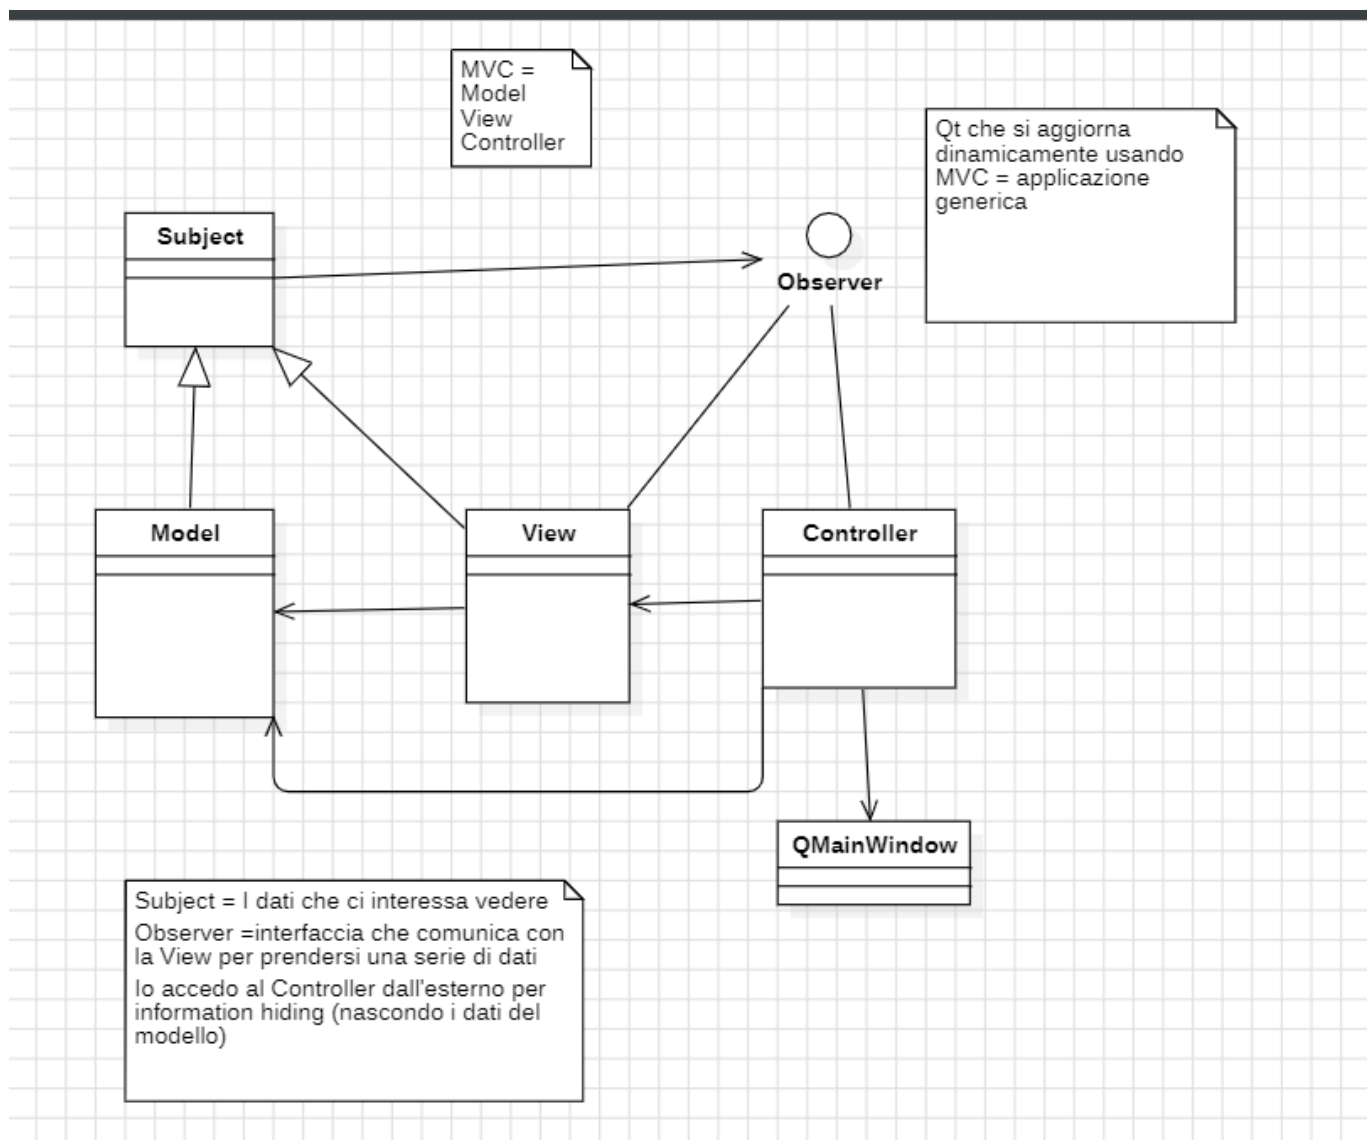 MVC =
Model
View
Controller
Qt che si aggiorna
dinamicamente usando
MVC = applicazione
generica
Subject
Observer
Model
View
Controller
QMainWindow
Subject = I dati che ci interessa vedere
Observer =interfaccia che comunica con
la View per prendersi una serie di dati
Io accedo al Controller dall'esterno per
information hiding (nascondo i dati del
modello)